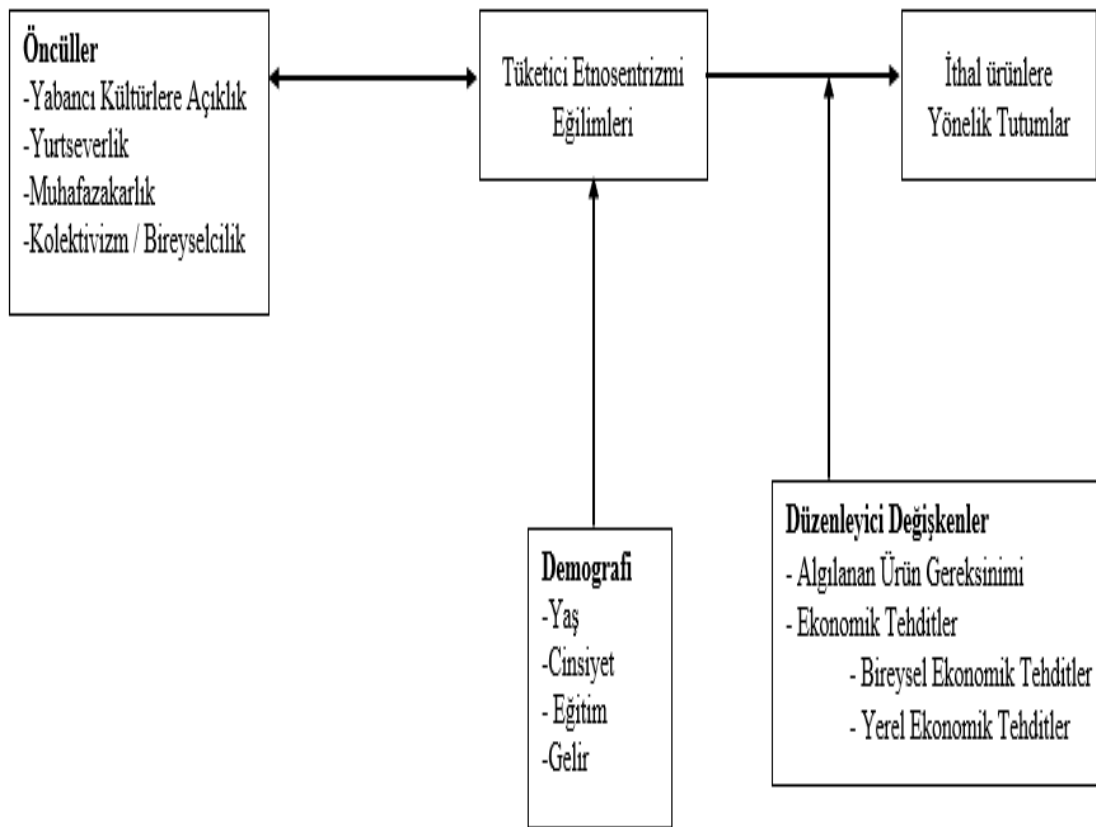 Öncüller
-Yabancı Kültürlere Açıklık
-Yurtseverlik
-Muhafazakarlık
-Kolektivizm / Bireyselcilik
Tüketici Etnosentrizmi
Eğilimleri
İthal ürünlere
Yönelik Tutumlar
Demografi
-Yaş
-Cinsiyet
- Eğitim
-Gelir
Düzenleyici Değişkenler
- Algılanan Ürün Gereksinimi
- Ekonomik Tehditler
- Bireysel Ekonomik Tehditler
- Yerel Ekonomik Tehditler